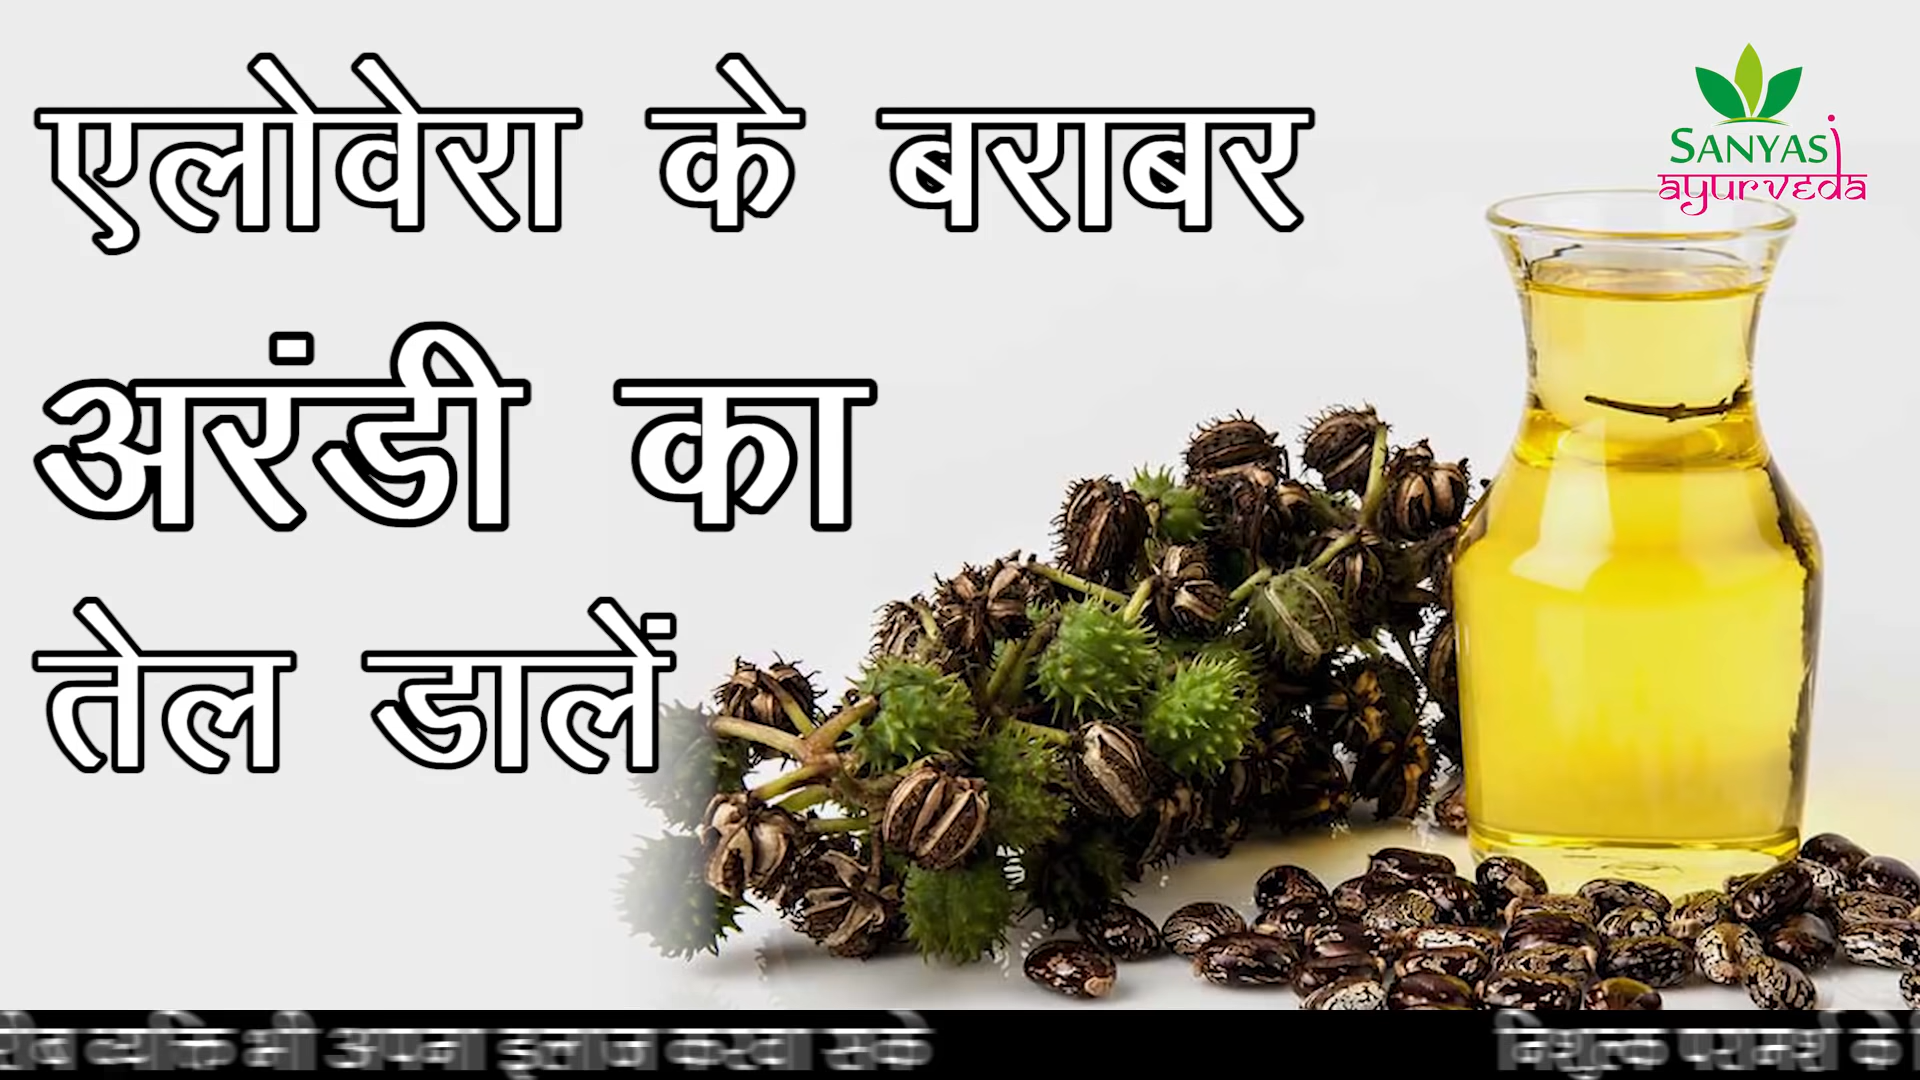 एलोवेरा के बराबर
अरंडी का
तेल डालें
SANYASI
ayurveda
व्यक्ति भी अपना इलाज करवा सके
निशुल्क परामर्श के